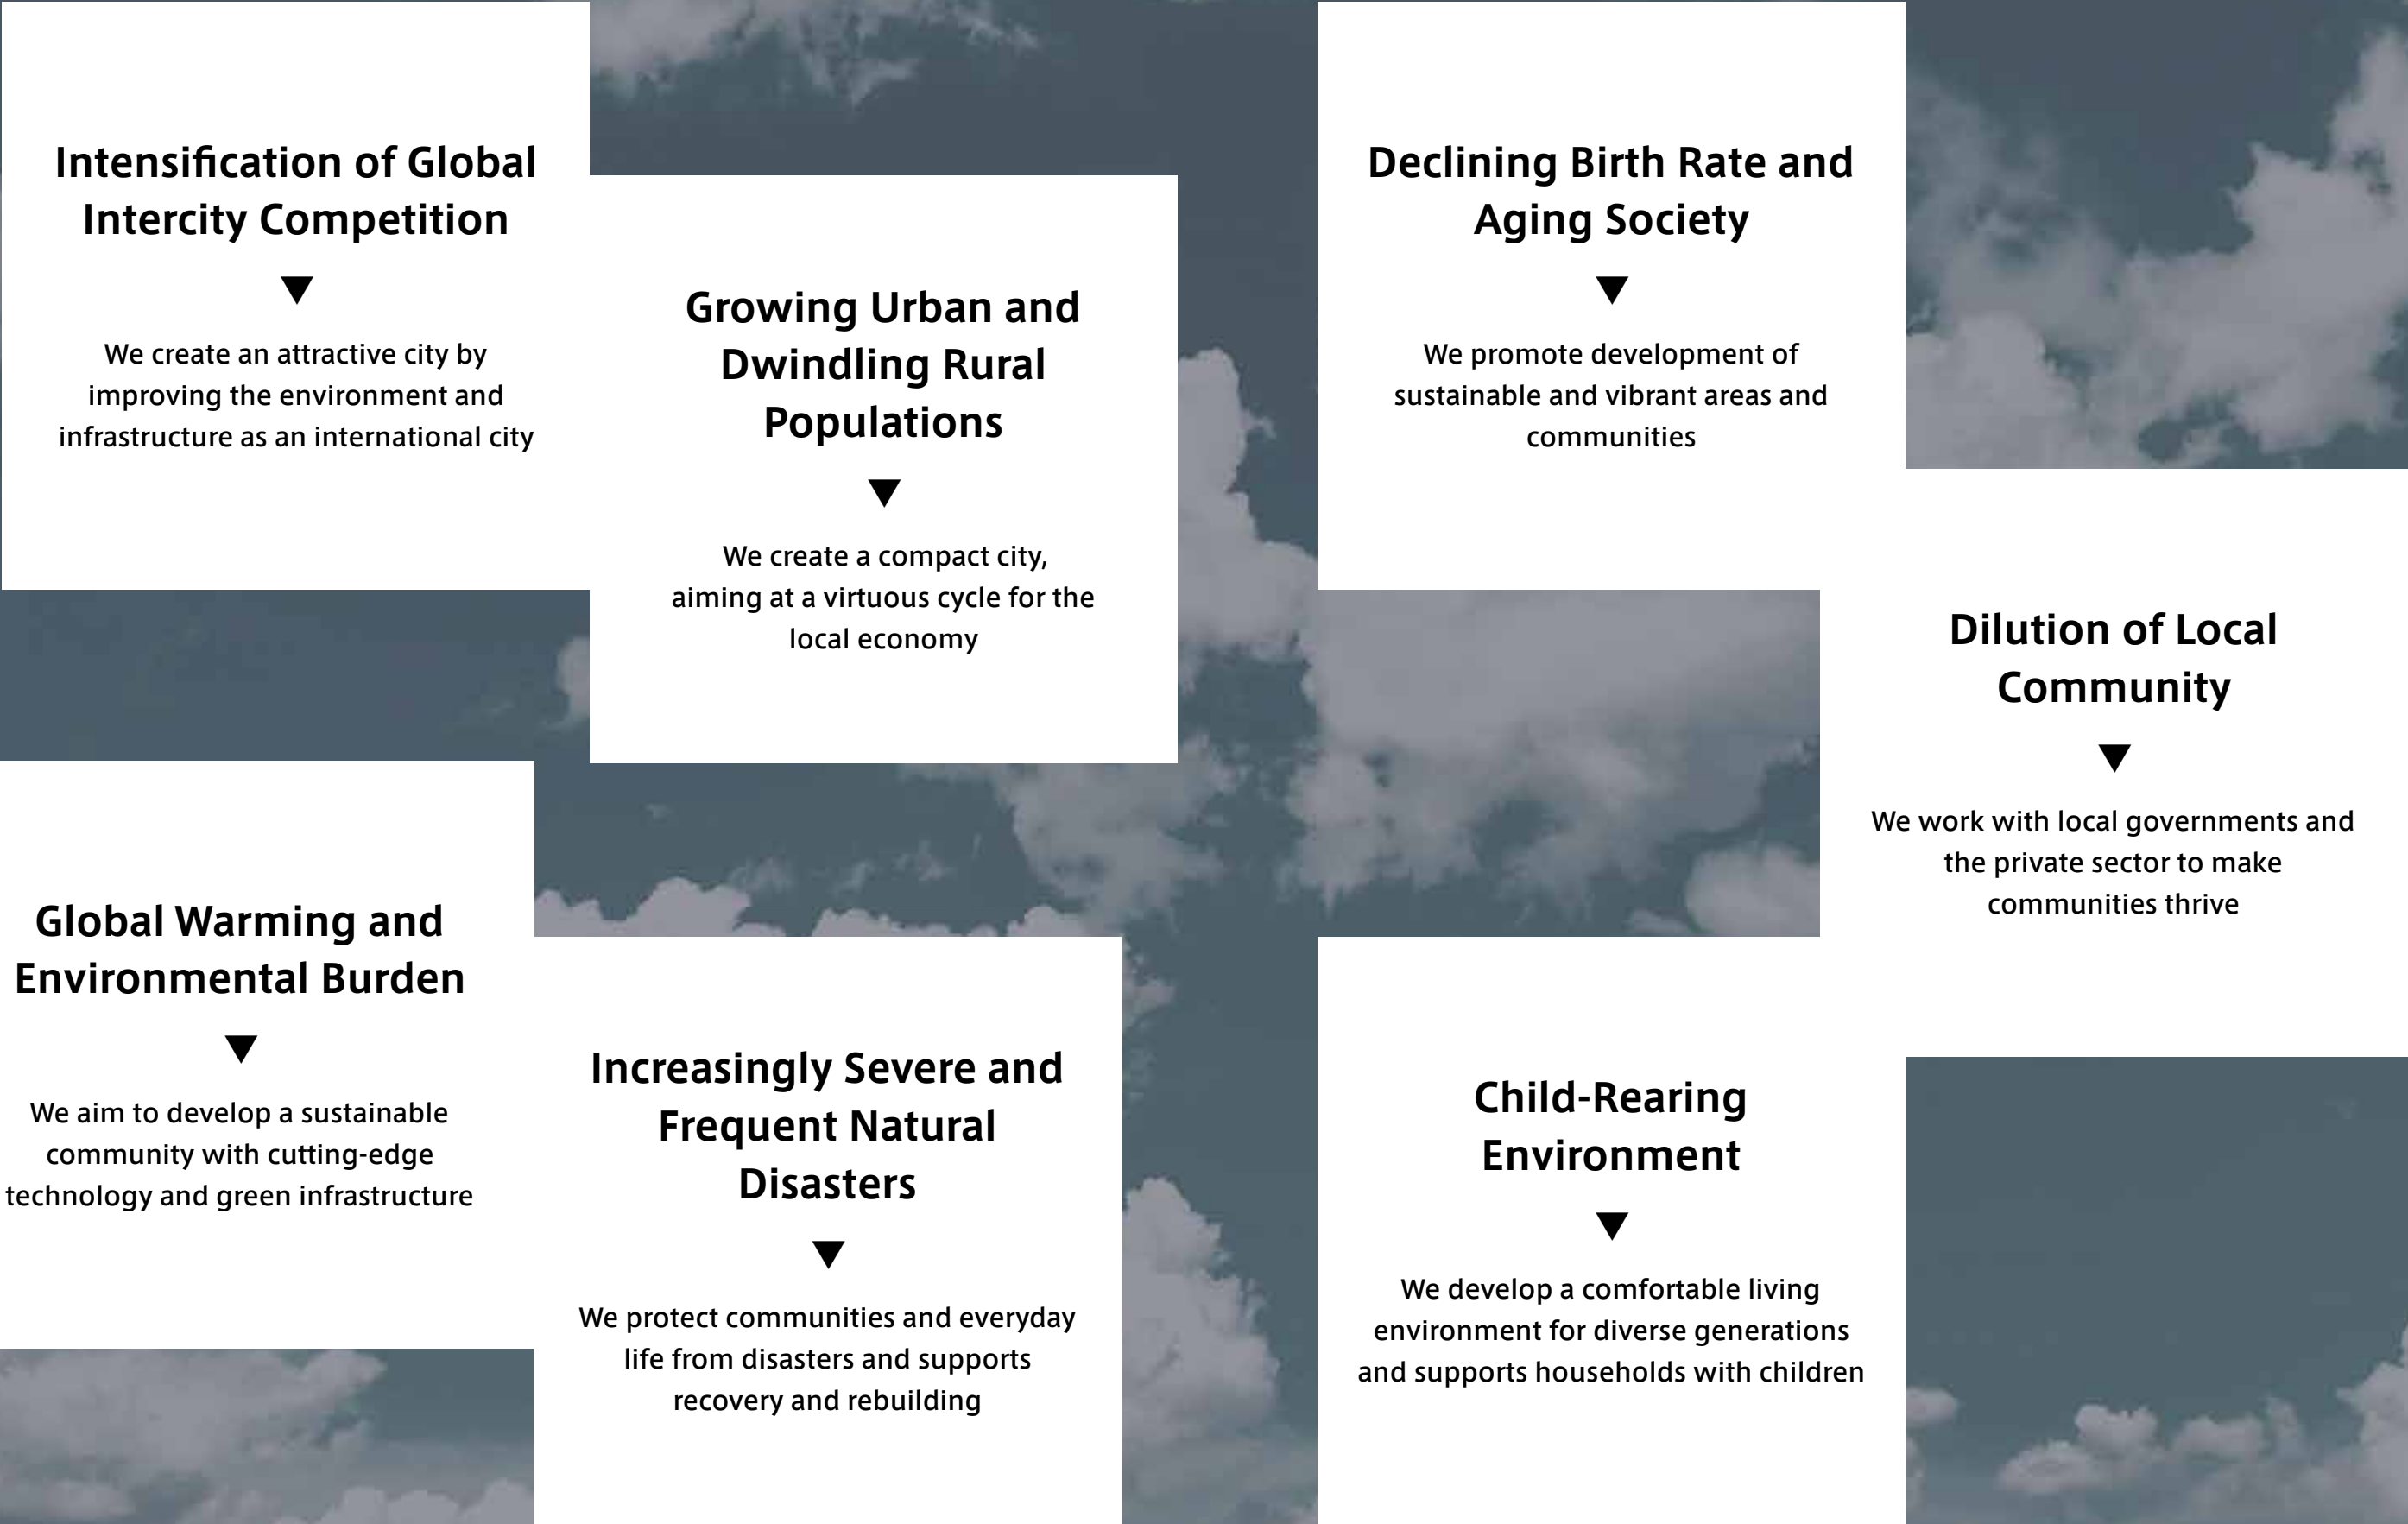 Intensification of Global
Intercity Competition
▼
We create an attractive city by
improving the environment and
infrastructure as an international city
Growing Urban and
Dwindling Rural
Populations
▼
We create a compact city,
aiming at a virtuous cycle for the
local economy
Declining Birth Rate and
Aging Society
▼
We promote development of
sustainable and vibrant areas and
communities
Dilution of Local
Community
▼
We work with local governments and
the private sector to make
communities thrive
Global Warming and
Environmental Burden
▼
We aim to develop a sustainable
community with cutting-edge
technology and green infrastructure
Increasingly Severe and
Frequent Natural
Disasters
▼
We protect communities and everyday
life from disasters and supports
recovery and rebuilding
Child-Rearing
Environment
▼
We develop a comfortable living
environment for diverse generations
and supports households with children